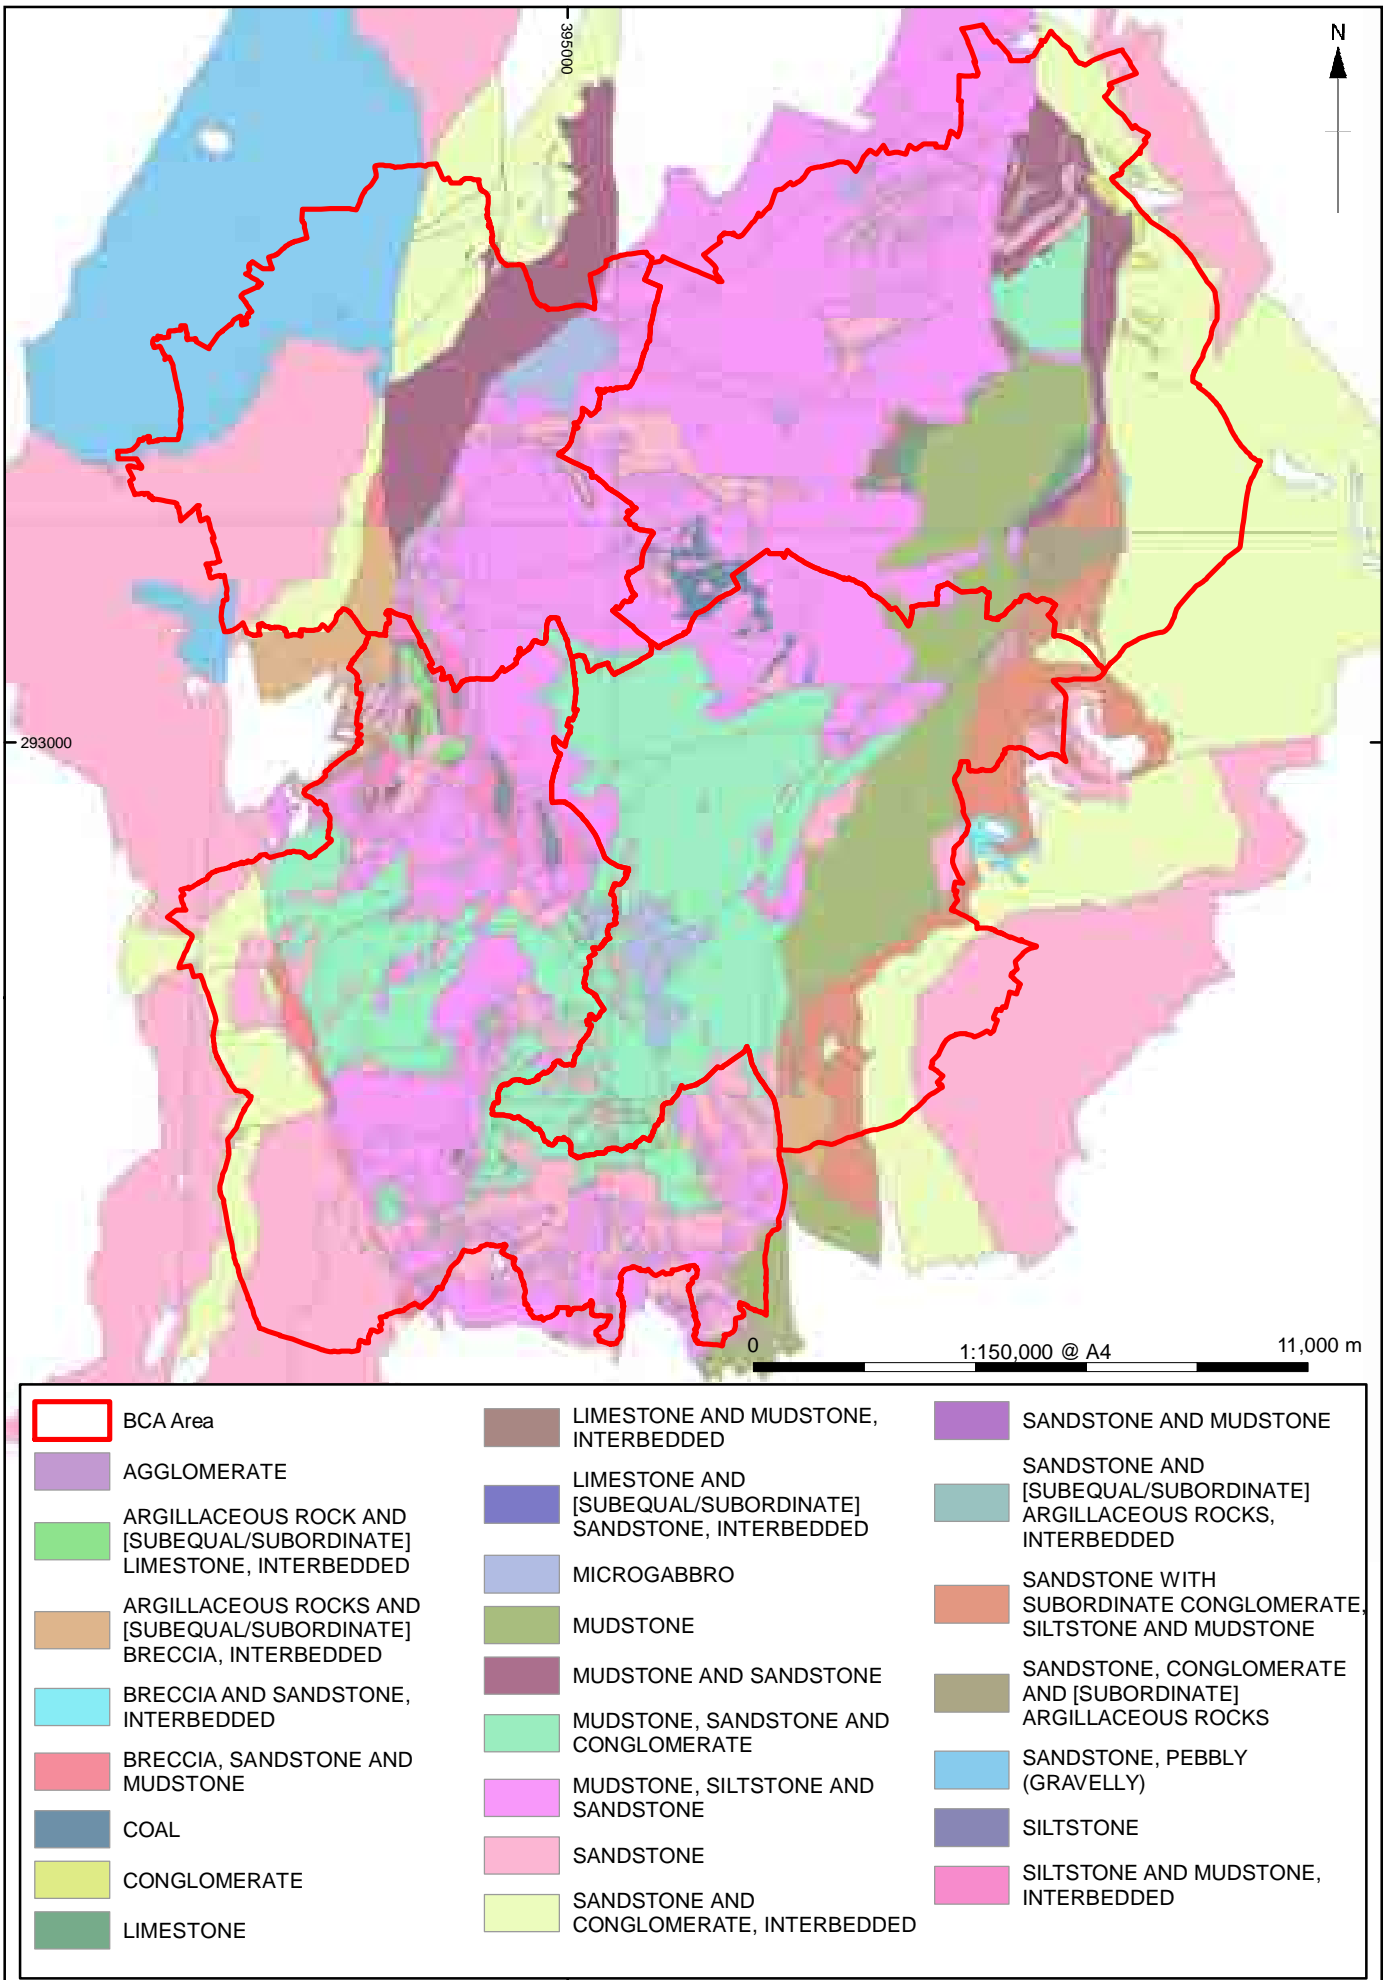 395000
N
293000
0
1:150,000 @ A4
11,000 m
BCA Area
AGGLOMERATE
ARGILLACEOUS ROCK AND
[SUBEQUAL/SUBORDINATE]
LIMESTONE, INTERBEDDED
ARGILLACEOUS ROCKS AND
[SUBEQUAL/SUBORDINATE]
BRECCIA, INTERBEDDED
BRECCIA AND SANDSTONE,
INTERBEDDED
BRECCIA, SANDSTONE AND
MUDSTONE
COAL
CONGLOMERATE
LIMESTONE
LIMESTONE AND MUDSTONE,
INTERBEDDED
LIMESTONE AND
[SUBEQUAL/SUBORDINATE]
SANDSTONE, INTERBEDDED
MICROGABBRO
MUDSTONE
MUDSTONE AND SANDSTONE
MUDSTONE, SANDSTONE AND
CONGLOMERATE
MUDSTONE, SILTSTONE AND
SANDSTONE
SANDSTONE
SANDSTONE AND
CONGLOMERATE, INTERBEDDED
SANDSTONE AND MUDSTONE
SANDSTONE AND
[SUBEQUAL/SUBORDINATE]
ARGILLACEOUS ROCKS,
INTERBEDDED
SANDSTONE WITH
SUBORDINATE CONGLOMERATE,
SILTSTONE AND MUDSTONE
SANDSTONE, CONGLOMERATE
AND [SUBORDINATE]
ARGILLACEOUS ROCKS
SANDSTONE, PEBBLY
(GRAVELLY)
SILTSTONE
SILTSTONE AND MUDSTONE,
INTERBEDDED